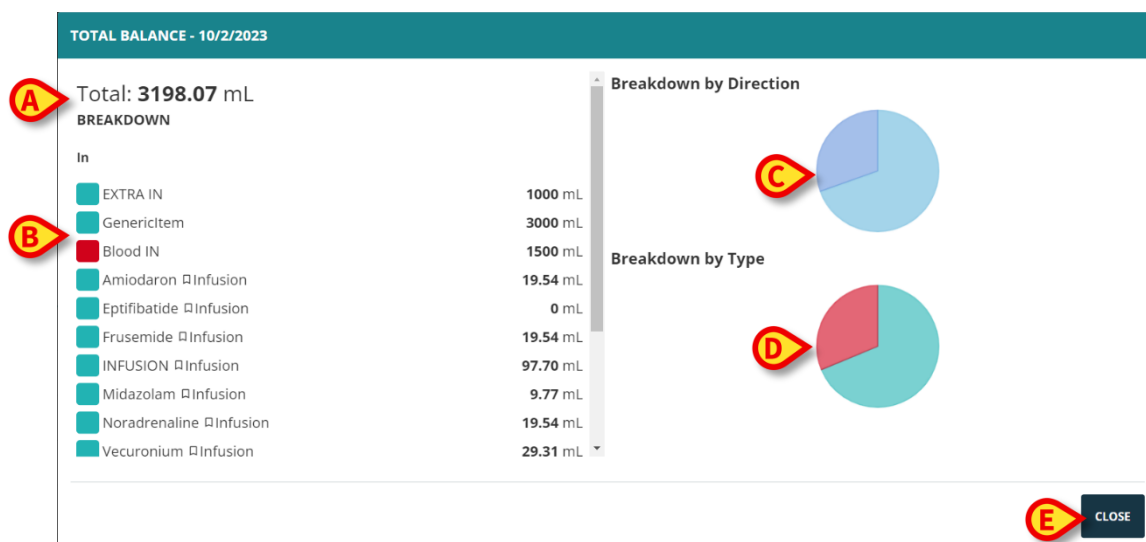 TOTAL BALANCE - 10/2/2023
A
Total: 3198.07 mL
BREAKDOWN
In
EXTRA IN 1000 mL
GenericItem 3000 mL
B
Blood IN 1500 mL
Amiodaron Infusion 19.54 mL
Eptifibatide Infusion 0 mL
Frusemide Infusion 19.54 mL
INFUSION Infusion 97.70 mL
Midazolam Infusion 9.77 mL
Noradrenaline Infusion 19.54 mL
Vecuronium Infusion 29.31 mL
Breakdown by Direction
C
Breakdown by Type
D
E
CLOSE